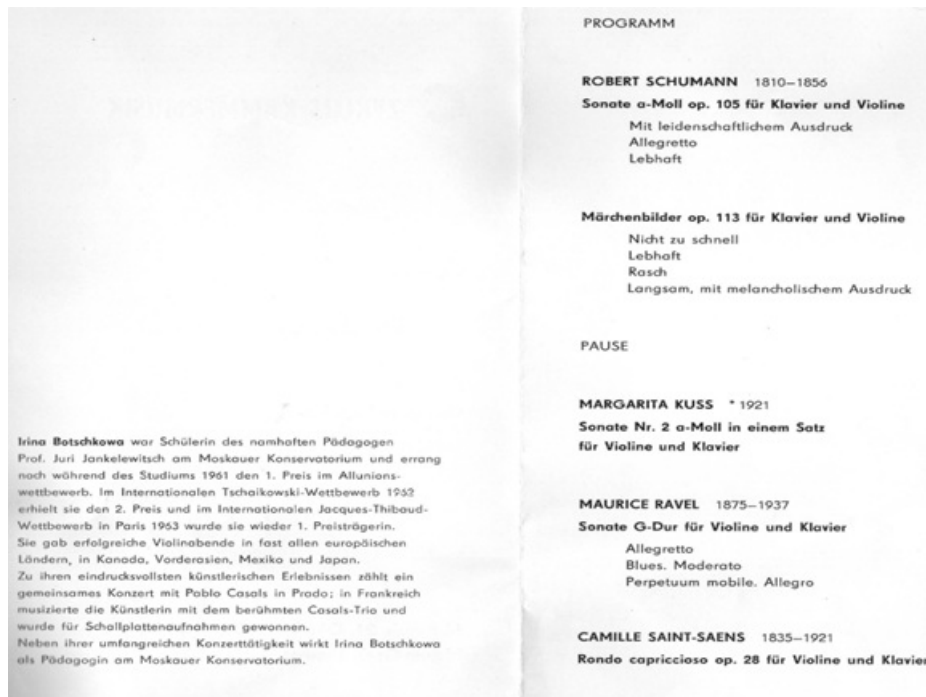 Irina Botschkowa war Schülerin des namhaften Pädagogen
Prof. Juri Jankelewitsch am Moskauer Konservatorium und errang
noch während des Studiums 1961 den 1. Preis im Allunions-
wettbewerb. Im Internationalen Tschaikowski-Wettbewerb 1962
erhielt sie den 2. Preis und im Internationalen Jacques-Thibaud-
Wettbewerb in Paris 1963 wurde sie wieder 1. Preisträgerin.
Sie gab erfolgreiche Violinabende in fast allen europäischen
Ländern, in Kanada, Vorderasien, Mexiko und Japan.
Zu ihren eindrucksvollsten künstlerischen Erlebnissen zählt ein
gemeinsames Konzert mit Pablo Casals in Prado; in Frankreich
musizierte die Künstlerin mit dem berühmten Casals-Trio und
wurde für Schallplattenaufnahmen gewonnen.
Neben ihrer umfangreichen Konzerttätigkeit wirkt Irina Botschkowa
als Pädagogin am Moskauer Konservatorium.
PROGRAMM
ROBERT SCHUMANN 1810–1856
Sonate a-Moll op. 105 für Klavier und Violine
Mit leidenschaftlichem Ausdruck
Allegretto
Lebhaft
Märchenbilder op. 113 für Klavier und Violine
Nicht zu schnell
Lebhaft
Rasch
Langsam, mit melancholischem Ausdruck
PAUSE
MARGARITA KUSS * 1921
Sonate Nr. 2 a-Moll in einem Satz
für Violine und Klavier
MAURICE RAVEL 1875–1937
Sonate G-Dur für Violine und Klavier
Allegretto
Blues. Moderato
Perpetuum mobile. Allegro
CAMILLE SAINT-SAENS 1835–1921
Rondo capriccioso op. 28 für Violine und Klavier